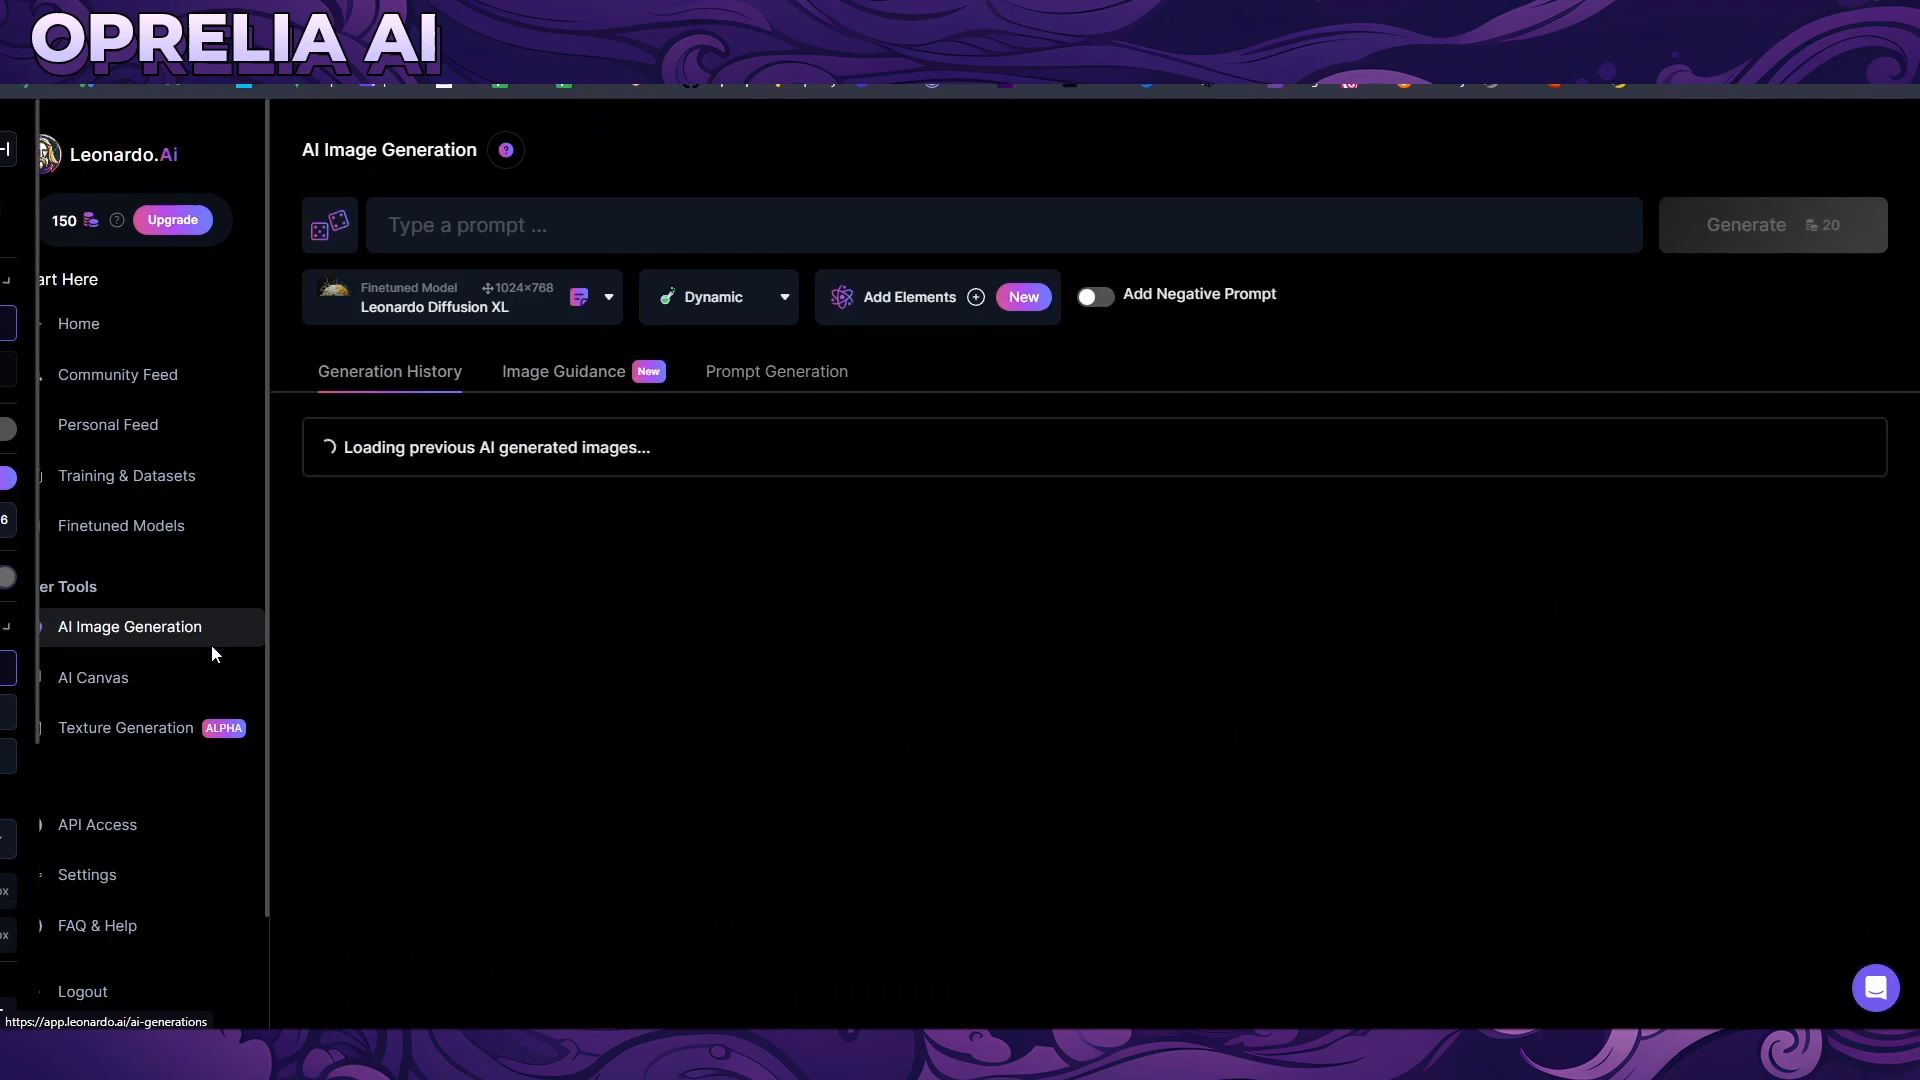 OPRELIA AI
Leonardo.Ai
150 Upgrade
art Here
Home
Community Feed
Personal Feed
Training & Datasets
Finetuned Models
er Tools
AI Image Generation
AI Canvas
Texture Generation ALPHA
API Access
Settings
FAQ & Help
Logout
https://app.leonardo.ai/ai-generations
6
px
px
AI Image Generation ?
Type a prompt ...
Generate 20
Finetuned Model 1024×768
Leonardo Diffusion XL
Dynamic
Add Elements New
Add Negative Prompt
Generation History
Image Guidance New
Prompt Generation
Loading previous AI generated images...